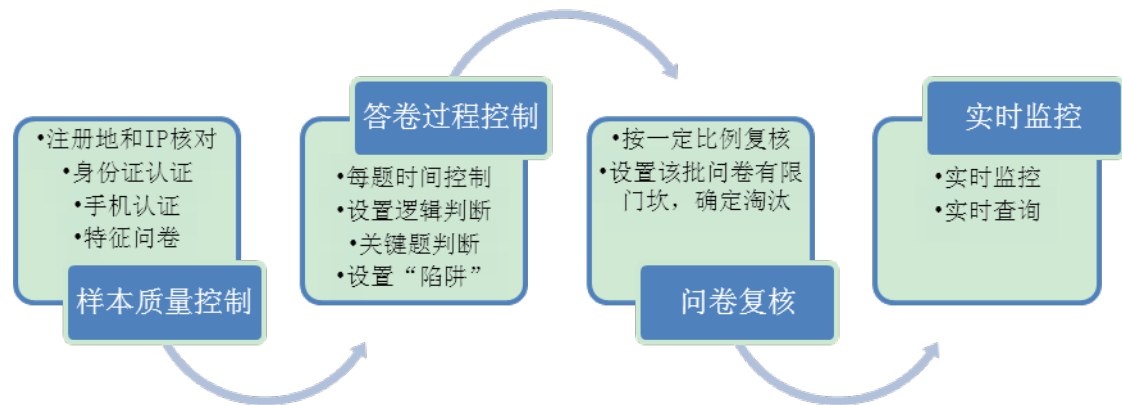 •注册地和IP核对
•身份证认证
•手机认证
•特征问卷
样本质量控制
答卷过程控制
•每题时间控制
•设置逻辑判断
•关键题判断
•设置“陷阱”
•按一定比例复核
•设置该批问卷有限
门坎，确定淘汰
问卷复核
实时监控
•实时监控
•实时查询